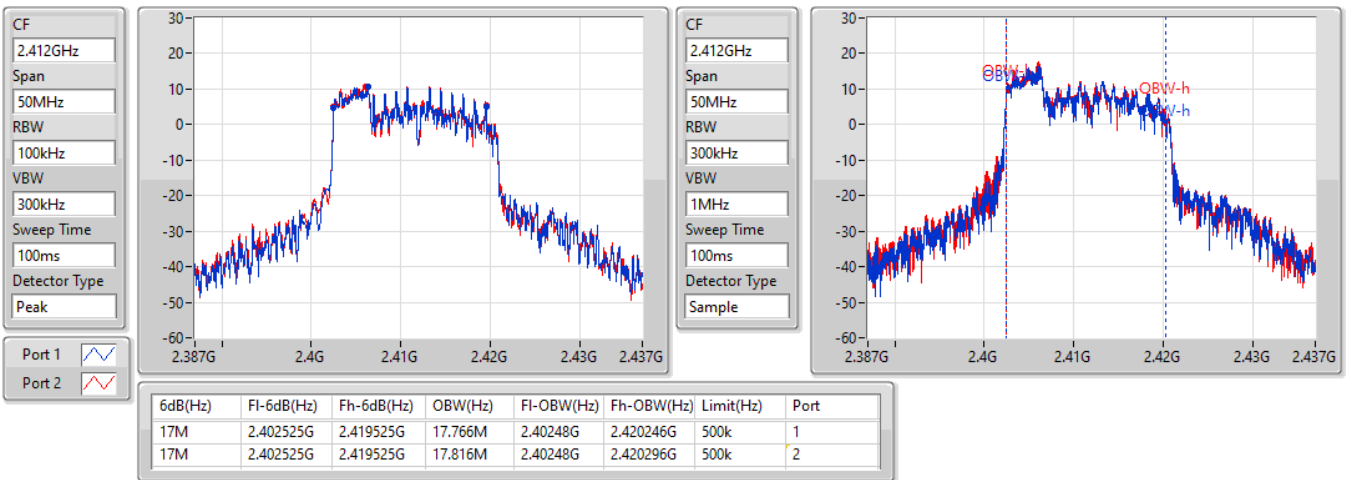 CF
2.412GHz
Span
50MHz
RBW
100kHz
VBW
300kHz
Sweep Time
100ms
Detector Type
Peak
Port 1
Port 2
30
20
10
0
-10
-20
-30
-40
-50
-60
2.387G 2.4G 2.41G 2.42G 2.43G 2.437G
CF
2.412GHz
Span
50MHz
RBW
300kHz
VBW
1MHz
Sweep Time
100ms
Detector Type
Sample
30
20
10
0
-10
-20
-30
-40
-50
-60
OBW-h
OBW-h
2.387G 2.4G 2.41G 2.42G 2.43G 2.437G
6dB(Hz) Fl-6dB(Hz) Fh-6dB(Hz) OBW(Hz) Fl-OBW(Hz) Fh-OBW(Hz) Limit(Hz) Port
17M 2.402525G 2.419525G 17.766M 2.40248G 2.420246G 500k 1
17M 2.402525G 2.419525G 17.816M 2.40248G 2.420296G 500k 2